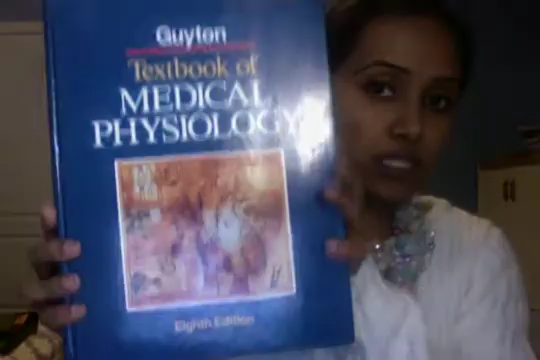 Guyton
Textbook of
MEDICAL
PHYSIOLOGY
Eighth Edition